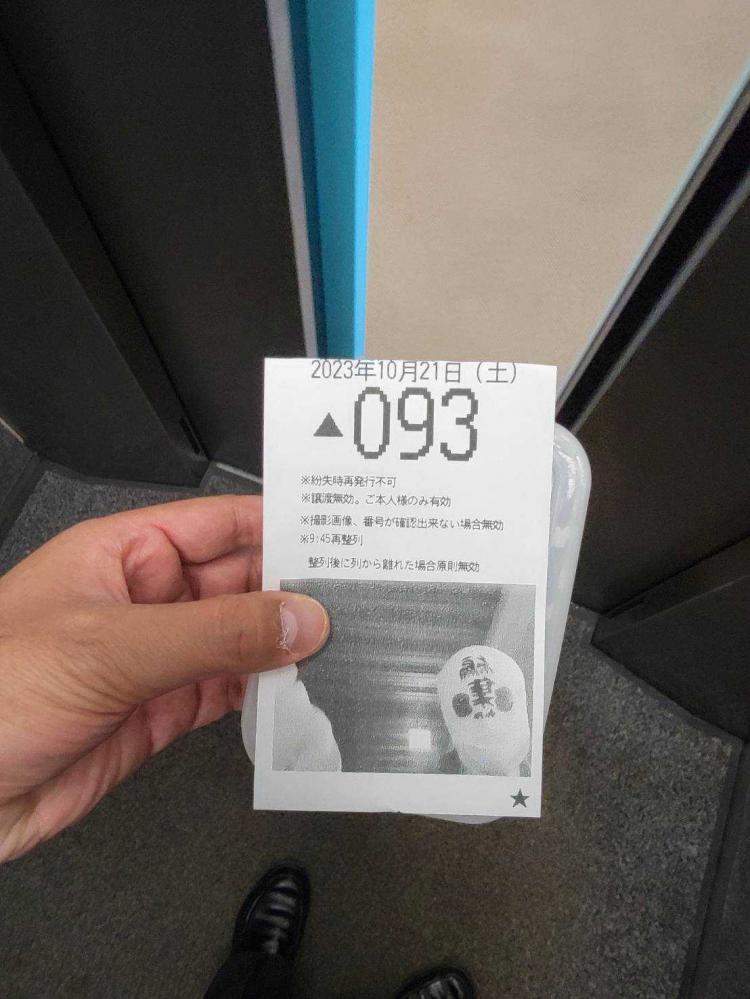 2023年10月21日（土）
▲093
※紛失時再発行不可
※譲渡無効。ご本人様のみ有効
※撮影画像、番号が確認出来ない場合無効
※9:45再整列
整列後に列から離れた場合原則無効
★